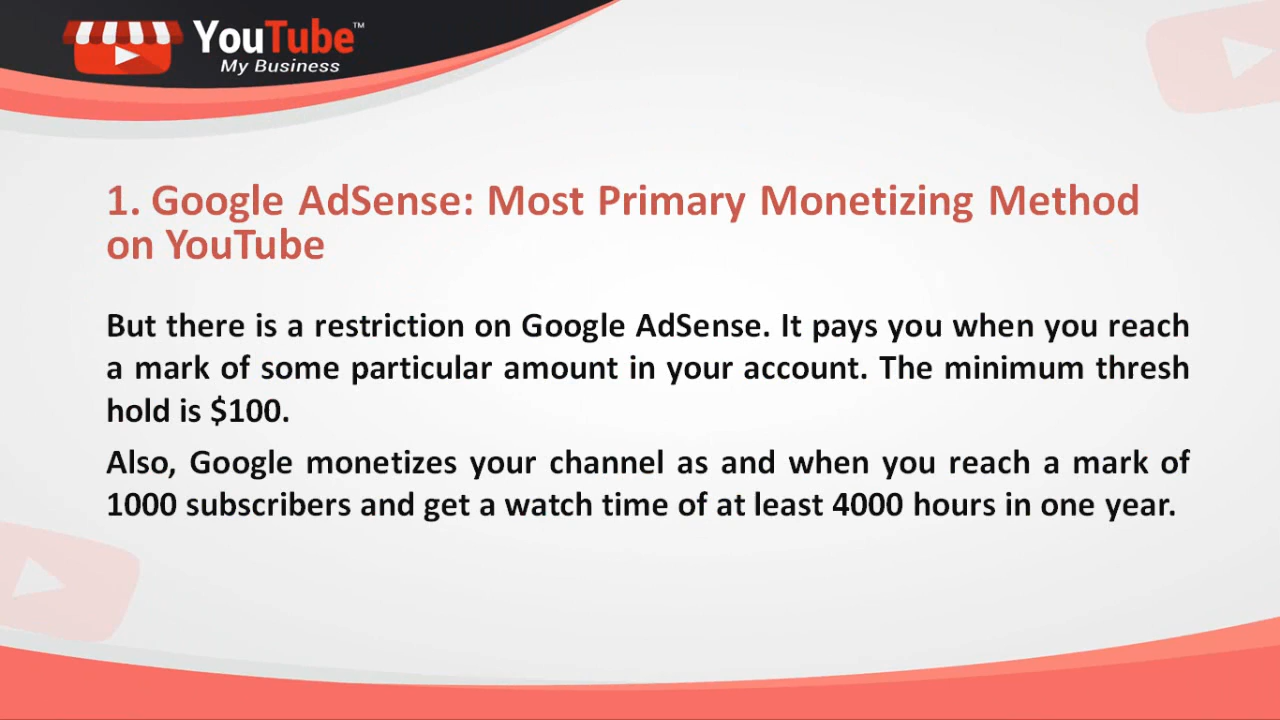 YouTube™
My Business
1. Google AdSense: Most Primary Monetizing Method
on YouTube
But there is a restriction on Google AdSense. It pays you when you reach
a mark of some particular amount in your account. The minimum thresh
hold is $100.
Also, Google monetizes your channel as and when you reach a mark of
1000 subscribers and get a watch time of at least 4000 hours in one year.